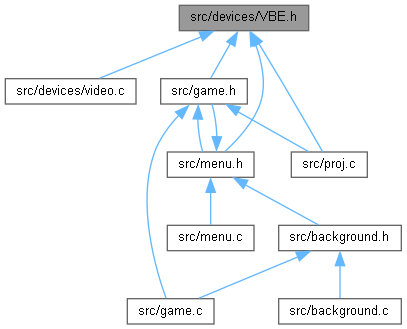 src/devices/VBE.h
src/devices/video.c
src/game.h
src/menu.h
src/proj.c
src/menu.c
src/background.h
src/game.c
src/background.c